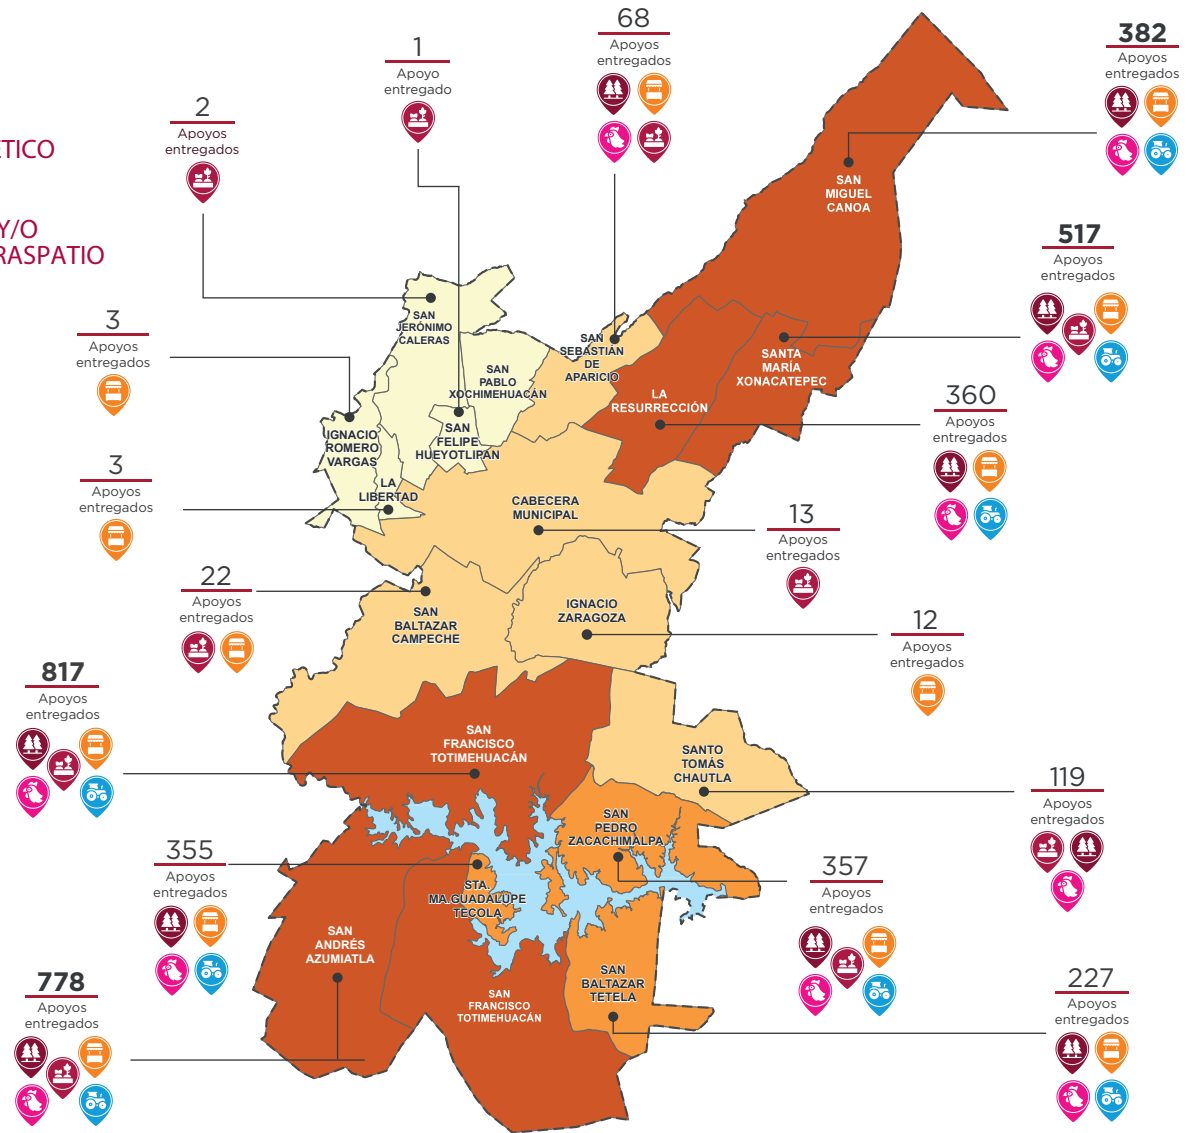 68
Apoyos
entregados
382
Apoyos
entregados
1
Apoyo
entregado
2
Apoyos
entregados
ÉTICO
Y/O
RASPATIO
SAN
MIGUEL
CANOA
517
Apoyos
entregados
3
Apoyos
entregados
SAN
JERÓNIMO
CALERAS
SAN
SEBASTIÁN
DE
APARICIO
SANTA
MARÍA
XONACATEPEC
SAN
PABLO
XOCHIMEHUACÁN
LA
RESURRECCIÓN
360
Apoyos
entregados
IGNACIO
ROMERO
VARGAS
SAN
FELIPE
HUEYOTLIPAN
3
Apoyos
entregados
LA
LIBERTAD
CABECERA
MUNICIPAL
13
Apoyos
entregados
22
Apoyos
entregados
SAN
BALTAZAR
CAMPECHE
IGNACIO
ZARAGOZA
12
Apoyos
entregados
817
Apoyos
entregados
SAN
FRANCISCO
TOTIMEHUACÁN
SANTO
TOMÁS
CHAUTLA
119
Apoyos
entregados
SAN
PEDRO
ZACACHIMALPA
355
Apoyos
entregados
STA.
MA.GUADALUPE
TECOLA
357
Apoyos
entregados
SAN
ANDRÉS
AZUMIATLA
778
Apoyos
entregados
SAN
FRANCISCO
TOTIMEHUACÁN
SAN
BALTAZAR
TETELA
227
Apoyos
entregados